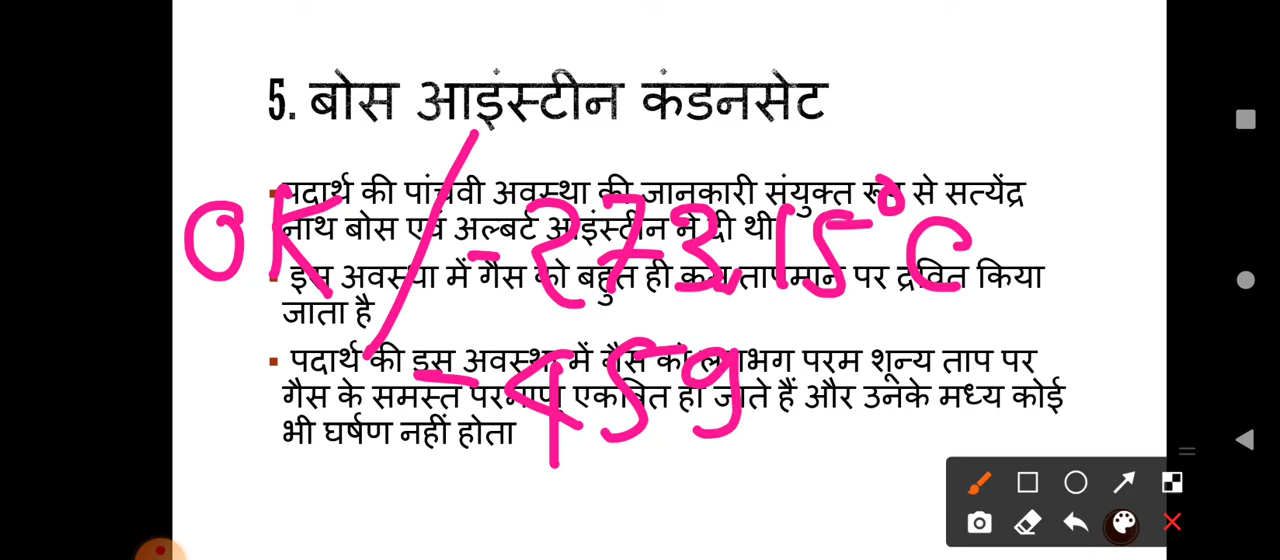 5. बोस आइंस्टीन कंडनसेट
पदार्थ की पांचवी अवस्था की जानकारी संयुक्त रूप से सत्येंद्र
नाथ बोस एवं अल्बर्ट आइंस्टीन ने दी थी
0K / -273.15°C
इस अवस्था में गैस को बहुत ही कम तापमान पर द्रवित किया
जाता है
पदार्थ की इस अवस्था में गैस को लगभग परम शून्य ताप पर
-459
गैस के समस्त परमाणु एकत्रित हो जाते हैं और उनके मध्य कोई
भी घर्षण नहीं होता